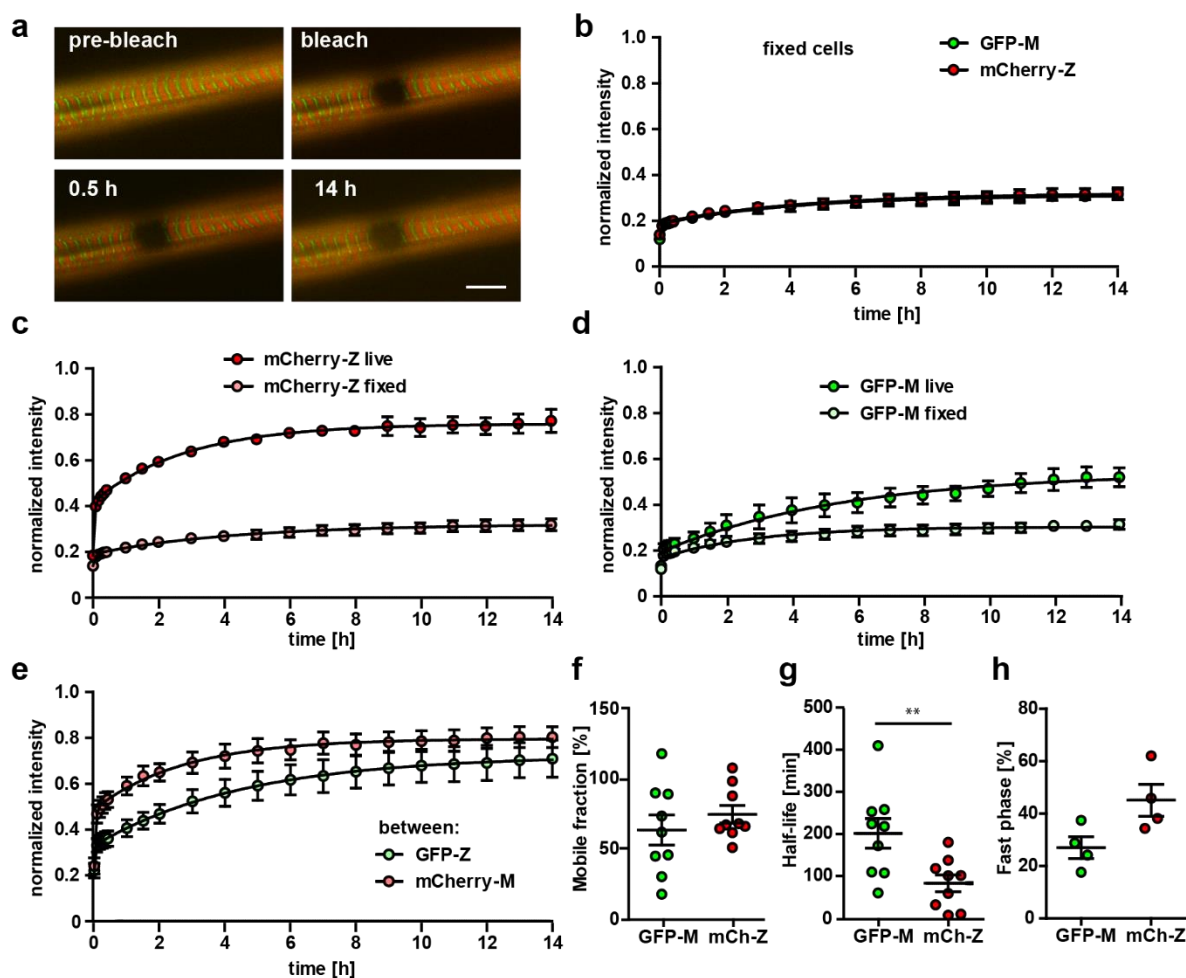 a
pre-bleach
bleach
0.5 h
14 h
b
fixed cells
GFP-M
mCherry-Z
normalized intensity
1.0
0.8
0.6
0.4
0.2
0
0 2 4 6 8 10 12 14
time [h]
c
mCherry-Z live
mCherry-Z fixed
normalized intensity
1.0
0.8
0.6
0.4
0.2
0
0 2 4 6 8 10 12 14
time [h]
d
GFP-M live
GFP-M fixed
normalized intensity
1.0
0.8
0.6
0.4
0.2
0
0 2 4 6 8 10 12 14
time [h]
e
between:
GFP-Z
mCherry-M
normalized intensity
1.0
0.8
0.6
0.4
0.2
0
0 2 4 6 8 10 12 14
time [h]
f
Mobile fraction [%]
150
100
50
0
GFP-M mCh-Z
g
**
Half-life [min]
500
400
300
200
100
0
GFP-M mCh-Z
h
Fast phase [%]
80
60
40
20
0
GFP-M mCh-Z